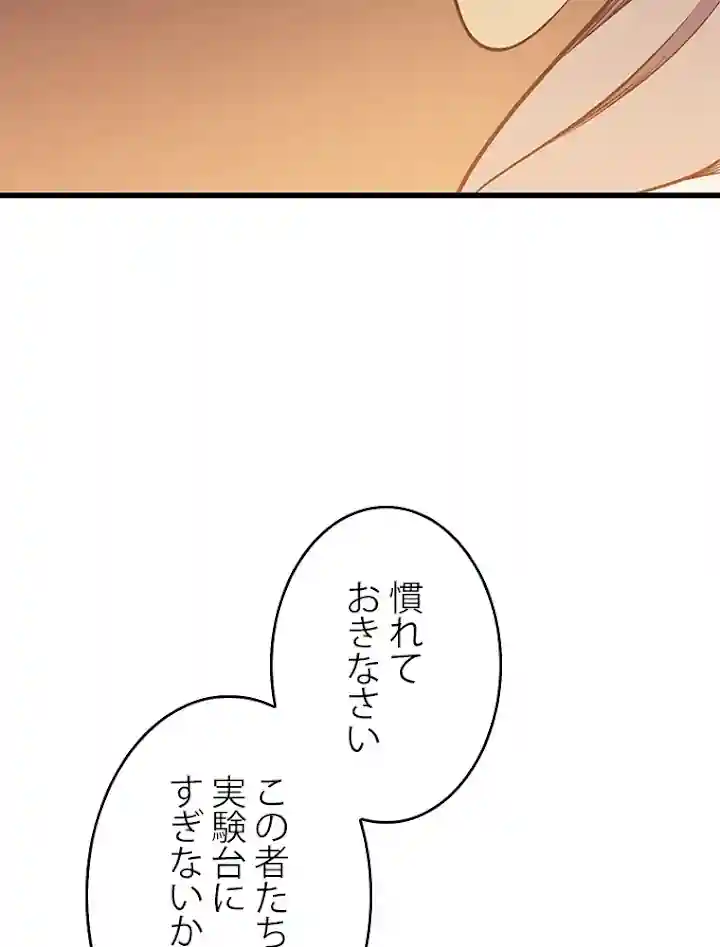 慣れて
おきなさい
この者たち
実験台に
すぎないか